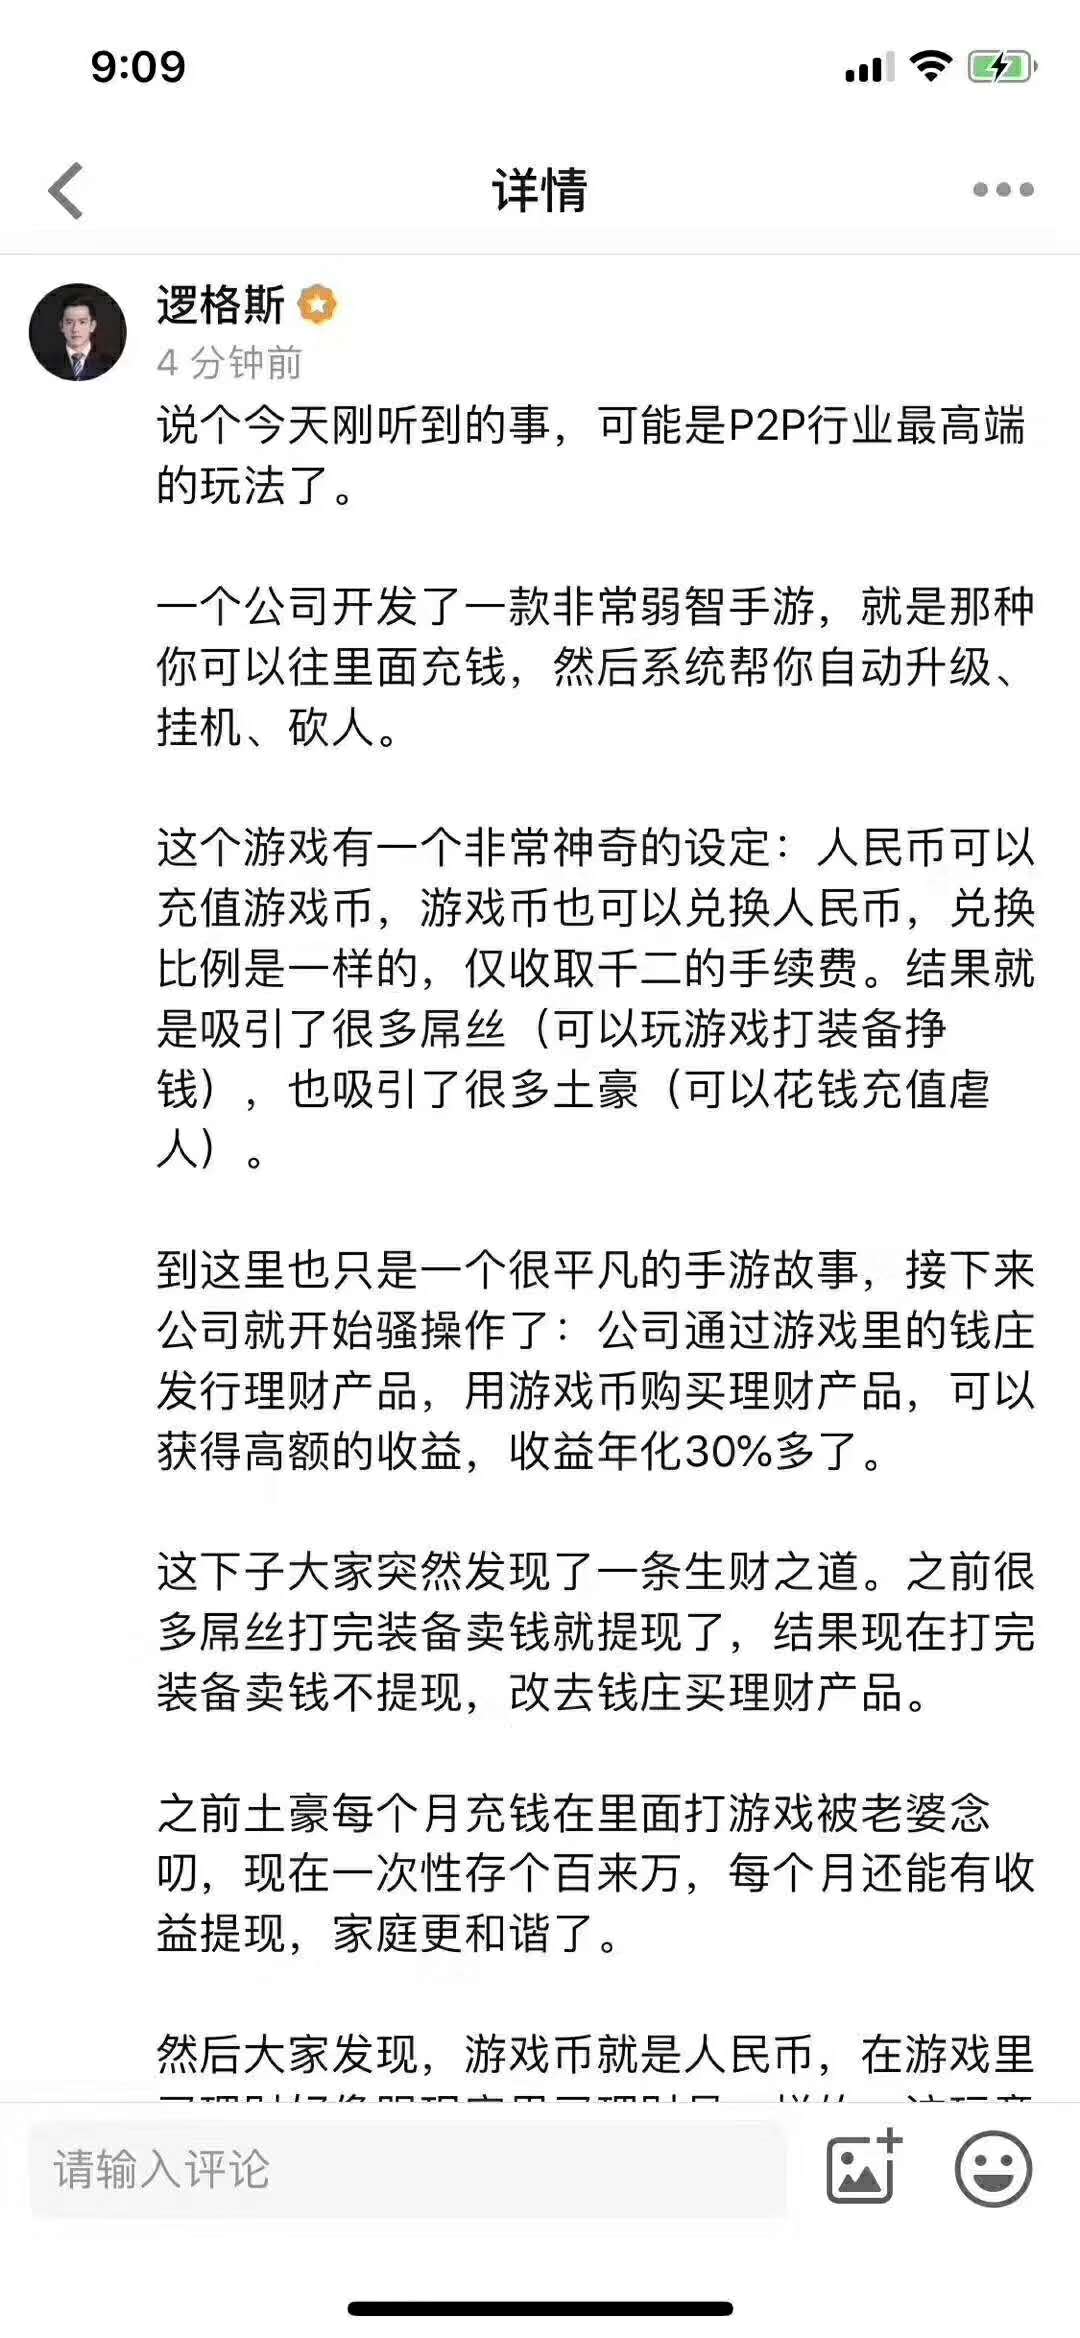 9:09
详情
逻格斯
4 分钟前
说个今天刚听到的事，可能是P2P行业最高端
的玩法了。
一个公司开发了一款非常弱智手游，就是那种
你可以往里面充钱，然后系统帮你自动升级、
挂机、砍人。
这个游戏有一个非常神奇的设定：人民币可以
充值游戏币，游戏币也可以兑换人民币，兑换
比例是一样的，仅收取千二的手续费。结果就
是吸引了很多屌丝（可以玩游戏打装备挣
钱），也吸引了很多土豪（可以花钱充值虐
人）。
到这里也只是一个很平凡的手游故事，接下来
公司就开始骚操作了：公司通过游戏里的钱庄
发行理财产品，用游戏币购买理财产品，可以
获得高额的收益，收益年化30%多了。
这下子大家突然发现了一条生财之道。之前很
多屌丝打完装备卖钱就提现了，结果现在打完
装备卖钱不提现，改去钱庄买理财产品。
之前土豪每个月充钱在里面打游戏被老婆念
叨，现在一次性存个百来万，每个月还能有收
益提现，家庭更和谐了。
然后大家发现，游戏币就是人民币，在游戏里
请输入评论